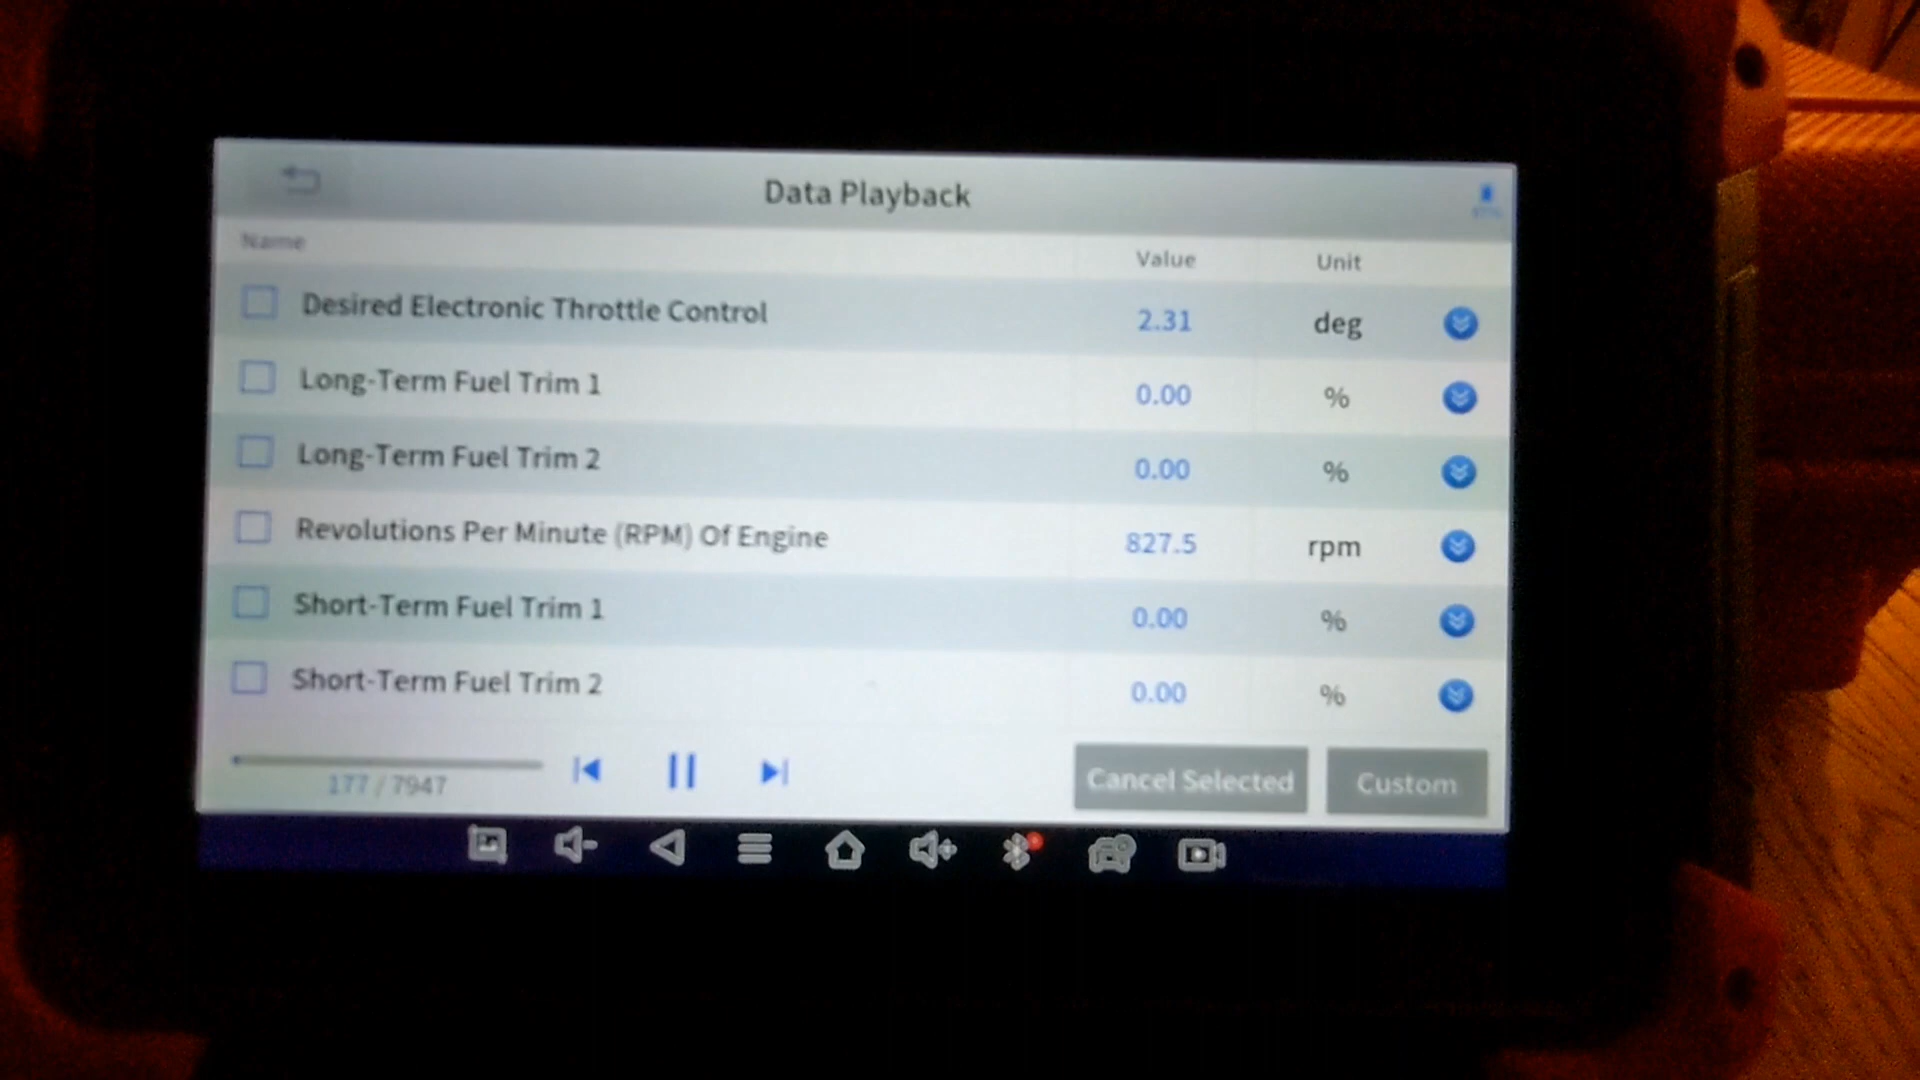 Data Playback
Name Value Unit
Desired Electronic Throttle Control 2.31 deg
Long-Term Fuel Trim 1 0.00 %
Long-Term Fuel Trim 2 0.00 %
Revolutions Per Minute (RPM) Of Engine 827.5 rpm
Short-Term Fuel Trim 1 0.00 %
Short-Term Fuel Trim 2 0.00 %
177 / 7947
Cancel Selected
Custom